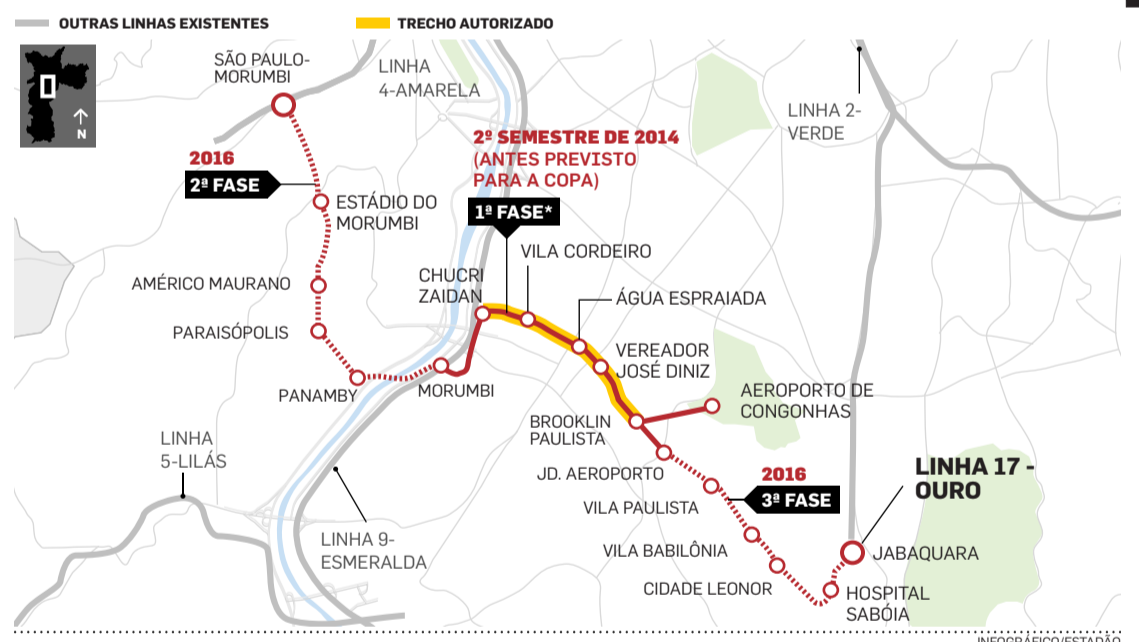 OUTRAS LINHAS EXISTENTES
TRECHO AUTORIZADO
N
SÃO PAULO-
MORUMBI
LINHA
4-AMARELA
LINHA 2-
VERDE
2016
2ª FASE
2º SEMESTRE DE 2014
(ANTES PREVISTO
PARA A COPA)
1ª FASE*
ESTÁDIO DO
MORUMBI
VILA CORDEIRO
AMÉRICO MAURANO
CHUCRI
ZAIDAN
ÁGUA ESPRAIADA
PARAISÓPOLIS
VEREADOR
JOSÉ DINIZ
PANAMBY
MORUMBI
AEROPORTO DE
CONGONHAS
BROOKLIN
PAULISTA
LINHA
5-LILÁS
JD. AEROPORTO
LINHA 17 -
OURO
2016
3ª FASE
VILA PAULISTA
LINHA 9-
ESMERALDA
VILA BABILÔNIA
JABAQUARA
CIDADE LEONOR
HOSPITAL
SABÓIA
INFOGRÁFICO/ESTADÃO